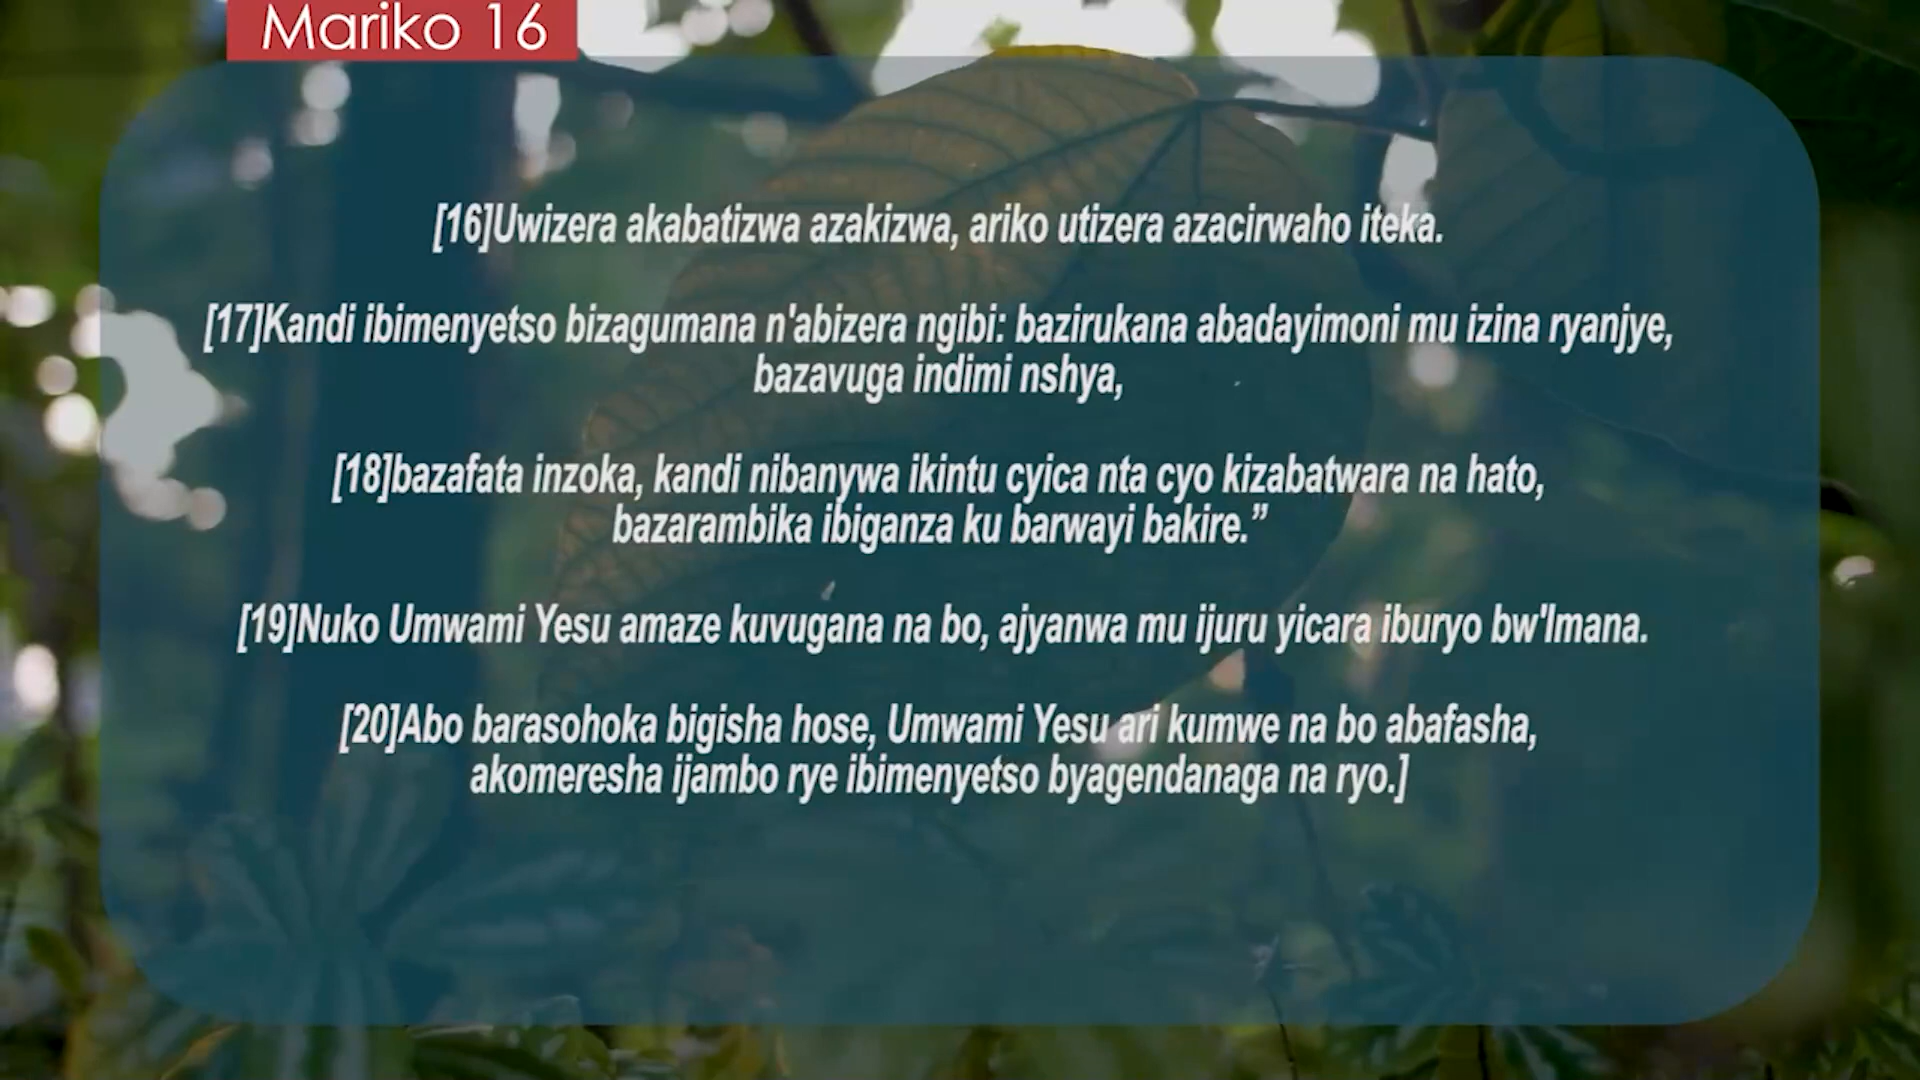 Mariko 16
[16]Uwizera akabatizwa azakizwa, ariko utizera azacirwaho iteka.
[17]Kandi ibimenyetso bizagumana n'abizera ngibi: bazirukana abadayimoni mu izina ryanjye,
bazavuga indimi nshya,
[18]bazafata inzoka, kandi nibanywa ikintu cyica nta cyo kizabatwara na hato,
bazarambika ibiganza ku barwayi bakire.”
[19]Nuko Umwami Yesu amaze kuvugana na bo, ajyanwa mu ijuru yicara iburyo bw'Imana.
[20]Abo barasohoka bigisha hose, Umwami Yesu ari kumwe na bo abafasha,
akomeresha ijambo rye ibimenyetso byagendanaga na ryo.]